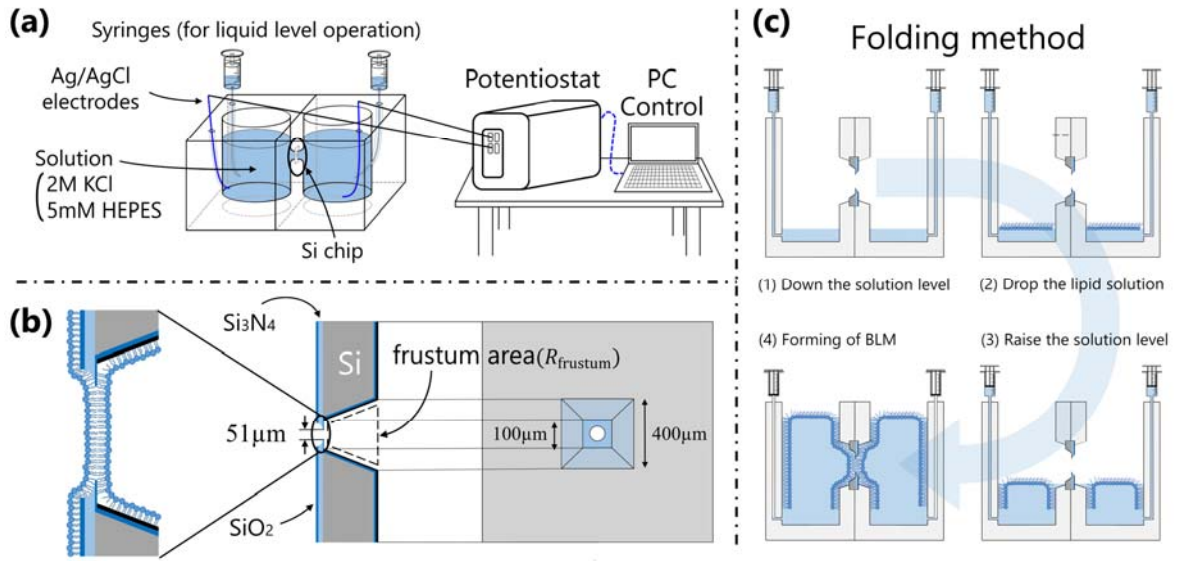 (a)
Syringes (for liquid level operation)
Ag/AgCl
electrodes
Potentiostat
PC
Control
Solution
2M KCl
5mM HEPES
Si chip
(b)
Si3N4
Si
frustum area(Rfrustum)
51μm
100μm
400μm
SiO2
(c)
Folding method
(1) Down the solution level
(2) Drop the lipid solution
(4) Forming of BLM
(3) Raise the solution level